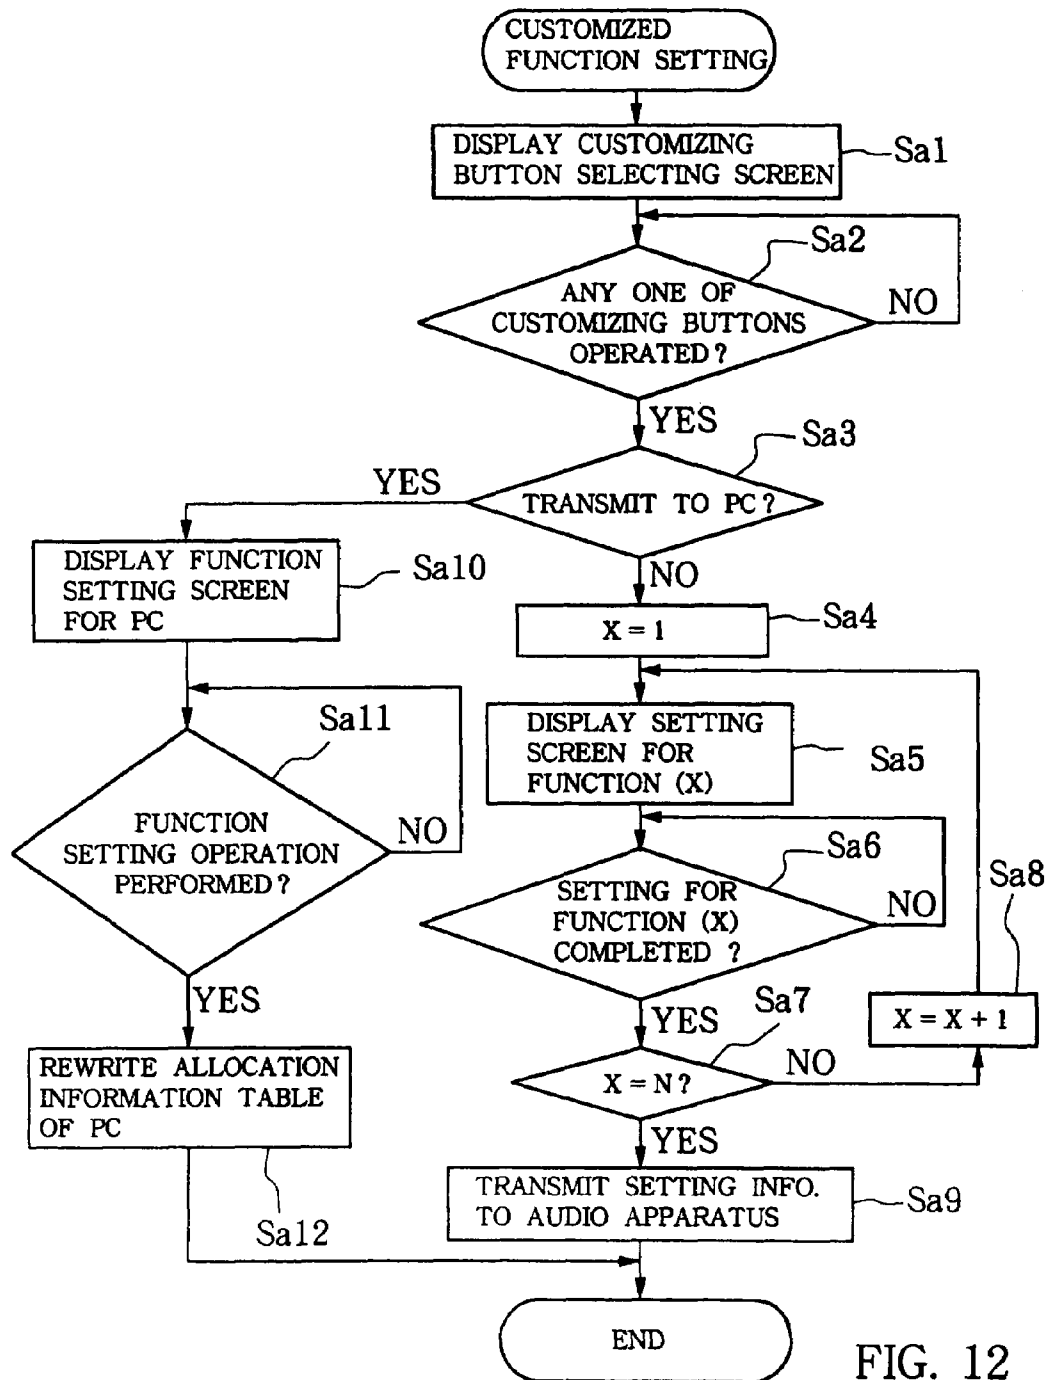 CUSTOMIZED
FUNCTION SETTING
DISPLAY CUSTOMIZING
BUTTON SELECTING SCREEN
Sa1
Sa2
ANY ONE OF
CUSTOMIZING BUTTONS
OPERATED?
NO
YES
Sa3
TRANSMIT TO PC?
YES
NO
DISPLAY FUNCTION
SETTING SCREEN
FOR PC
Sa10
X = 1
Sa4
Sa11
FUNCTION
SETTING OPERATION
PERFORMED?
NO
YES
DISPLAY SETTING
SCREEN FOR
FUNCTION (X)
Sa5
Sa6
SETTING FOR
FUNCTION (X)
COMPLETED ?
NO
YES
Sa8
X = X + 1
Sa7
X = N?
NO
YES
REWRITE ALLOCATION
INFORMATION TABLE
OF PC
Sa12
TRANSMIT SETTING INFO.
TO AUDIO APPARATUS
Sa9
END
FIG. 12